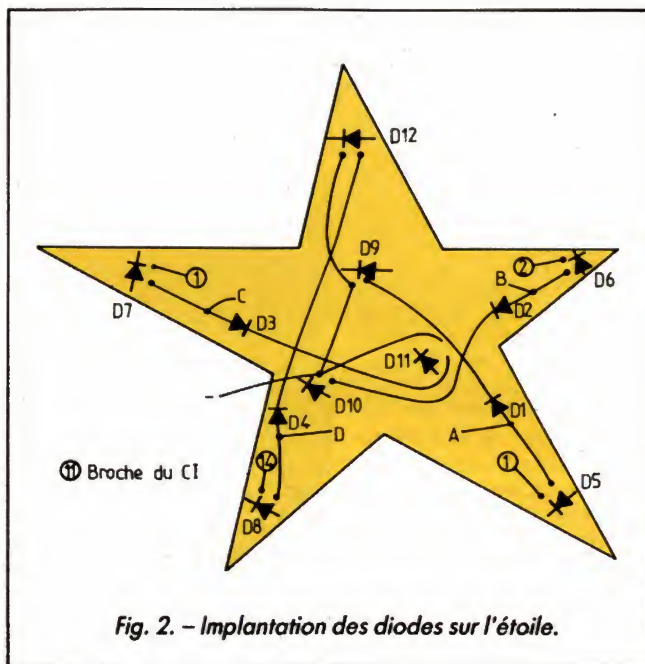 D12
D9
② B D6
① D2
D7 C
D3
D11
–
D10
D1
D4 D A
⑪ Broche du CI
⑭ ① D5
D8
Fig. 2. – Implantation des diodes sur l'étoile.